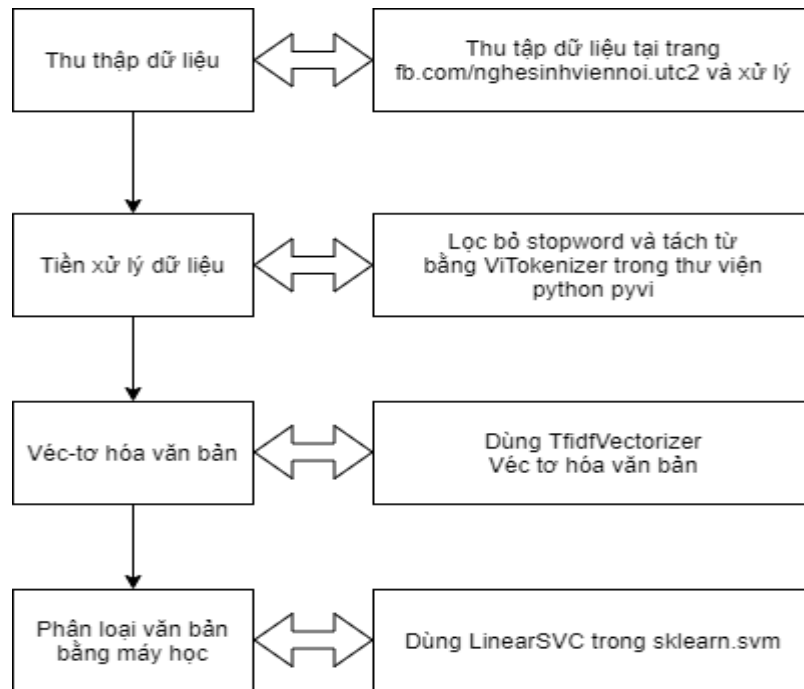 Thu thập dữ liệu
Thu tập dữ liệu tại trang
fb.com/nghesinhviennoi.utc2 và xử lý
Tiền xử lý dữ liệu
Lọc bỏ stopword và tách từ
bằng ViTokenizer trong thư viện
python pyvi
Véc-tơ hóa văn bản
Dùng TfidfVectorizer
Véc tơ hóa văn bản
Phân loại văn bản
bằng máy học
Dùng LinearSVC trong sklearn.svm